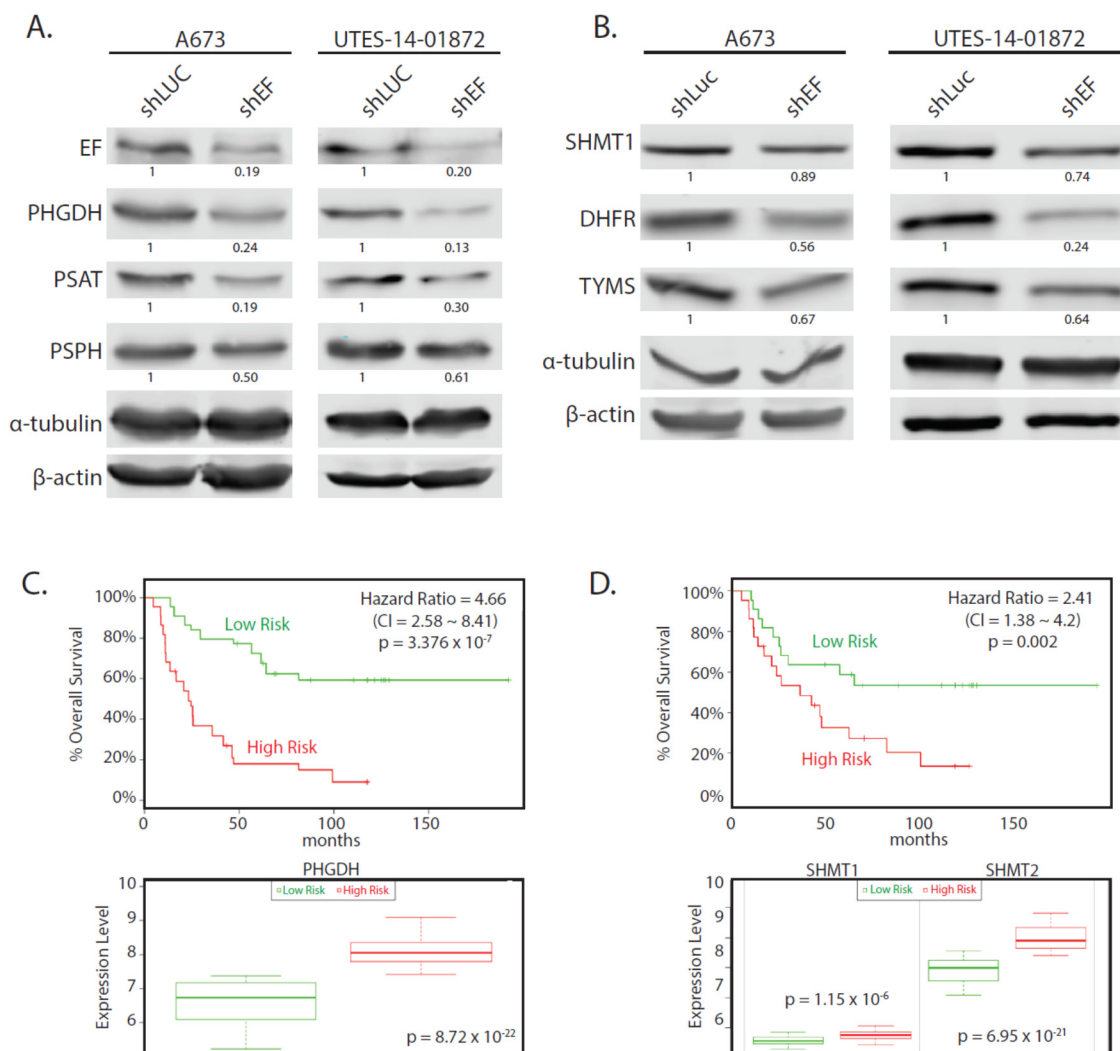 A.
A673
UTES-14-01872
shLUC
shEF
shLUC
shEF
EF
1 0.19 1 0.20
PHGDH
1 0.24 1 0.13
PSAT
1 0.19 1 0.30
PSPH
1 0.50 1 0.61
α-tubulin
β-actin
B.
A673
UTES-14-01872
shLuc
shEF
shLuc
shEF
SHMT1
1 0.89 1 0.74
DHFR
1 0.56 1 0.24
TYMS
1 0.67 1 0.64
α-tubulin
β-actin
C.
% Overall Survival
100%
80%
60%
40%
20%
0%
Hazard Ratio = 4.66
(CI = 2.58 ~ 8.41)
p = 3.376 x 10⁻⁷
Low Risk
High Risk
0 50 100 150
months
PHGDH
Low Risk High Risk
Expression Level
10
9
8
7
6
p = 8.72 x 10⁻²²
D.
% Overall Survival
100%
80%
60%
40%
20%
0%
Hazard Ratio = 2.41
(CI = 1.38 ~ 4.2)
p = 0.002
Low Risk
High Risk
0 50 100 150
months
SHMT1 SHMT2
Low Risk High Risk
Expression Level
10
9
8
7
6
p = 1.15 x 10⁻⁶
p = 6.95 x 10⁻²¹